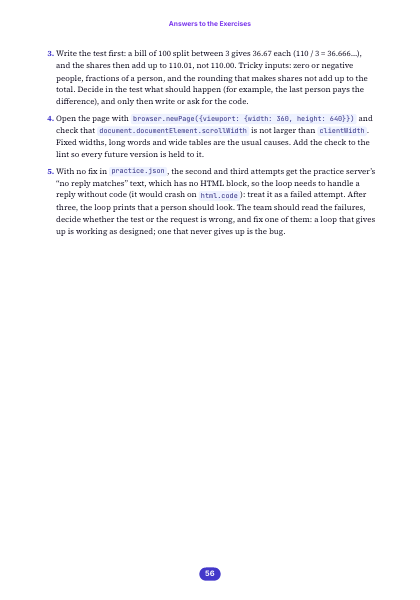 Answers to the Exercises
3. Write the test first: a bill of 100 split between 3 gives 36.67 each (110 / 3 = 36.666…),
and the shares then add up to 110.01, not 110.00. Tricky inputs: zero or negative
people, fractions of a person, and the rounding that makes shares not add up to the
total. Decide in the test what should happen (for example, the last person pays the
difference), and only then write or ask for the code.
4. Open the page with browser.newPage({viewport: {width: 360, height: 640}}) and
check that document.documentElement.scrollWidth is not larger than clientWidth.
Fixed widths, long words and wide tables are the usual causes. Add the check to the
lint so every future version is held to it.
5. With no fix in practice.json, the second and third attempts get the practice server's
"no reply matches" text, which has no HTML block, so the loop needs to handle a
reply without code (it would crash on html.code): treat it as a failed attempt. After
three, the loop prints that a person should look. The team should read the failures,
decide whether the test or the request is wrong, and fix one of them: a loop that gives
up is working as designed; one that never gives up is the bug.
56